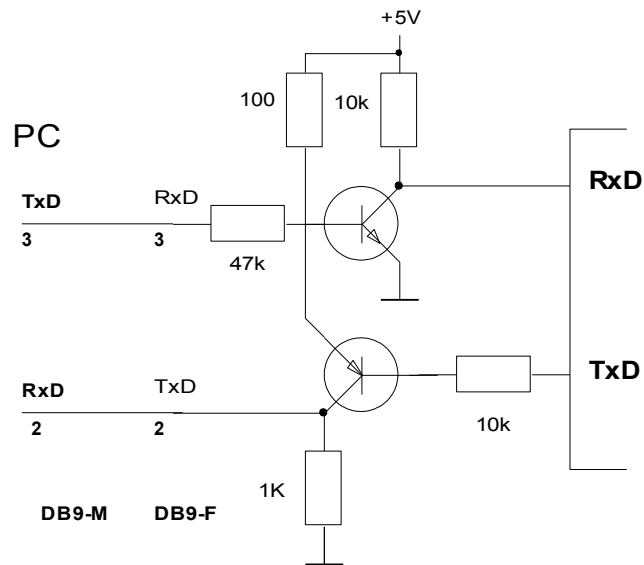 +5V
100
10k
PC
TxD
RxD
RxD
3
3
47k
RxD
TxD
TxD
2
2
10k
1K
DB9-M
DB9-F